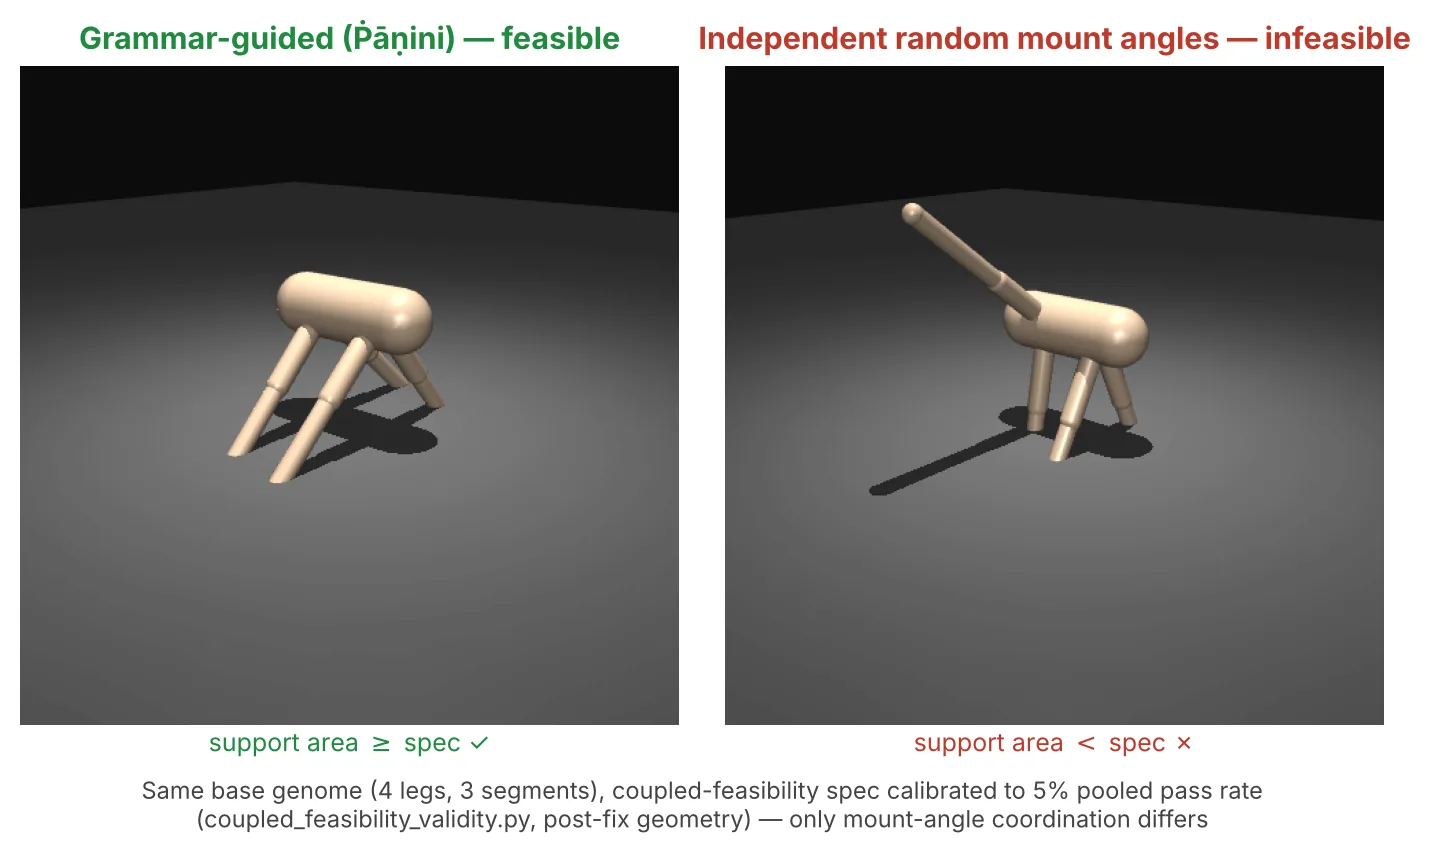 Grammar-guided (Ṗāṇini) — feasible
Independent random mount angles — infeasible
support area ≥ spec ✓
support area < spec ×
Same base genome (4 legs, 3 segments), coupled-feasibility spec calibrated to 5% pooled pass rate
(coupled_feasibility_validity.py, post-fix geometry) — only mount-angle coordination differs